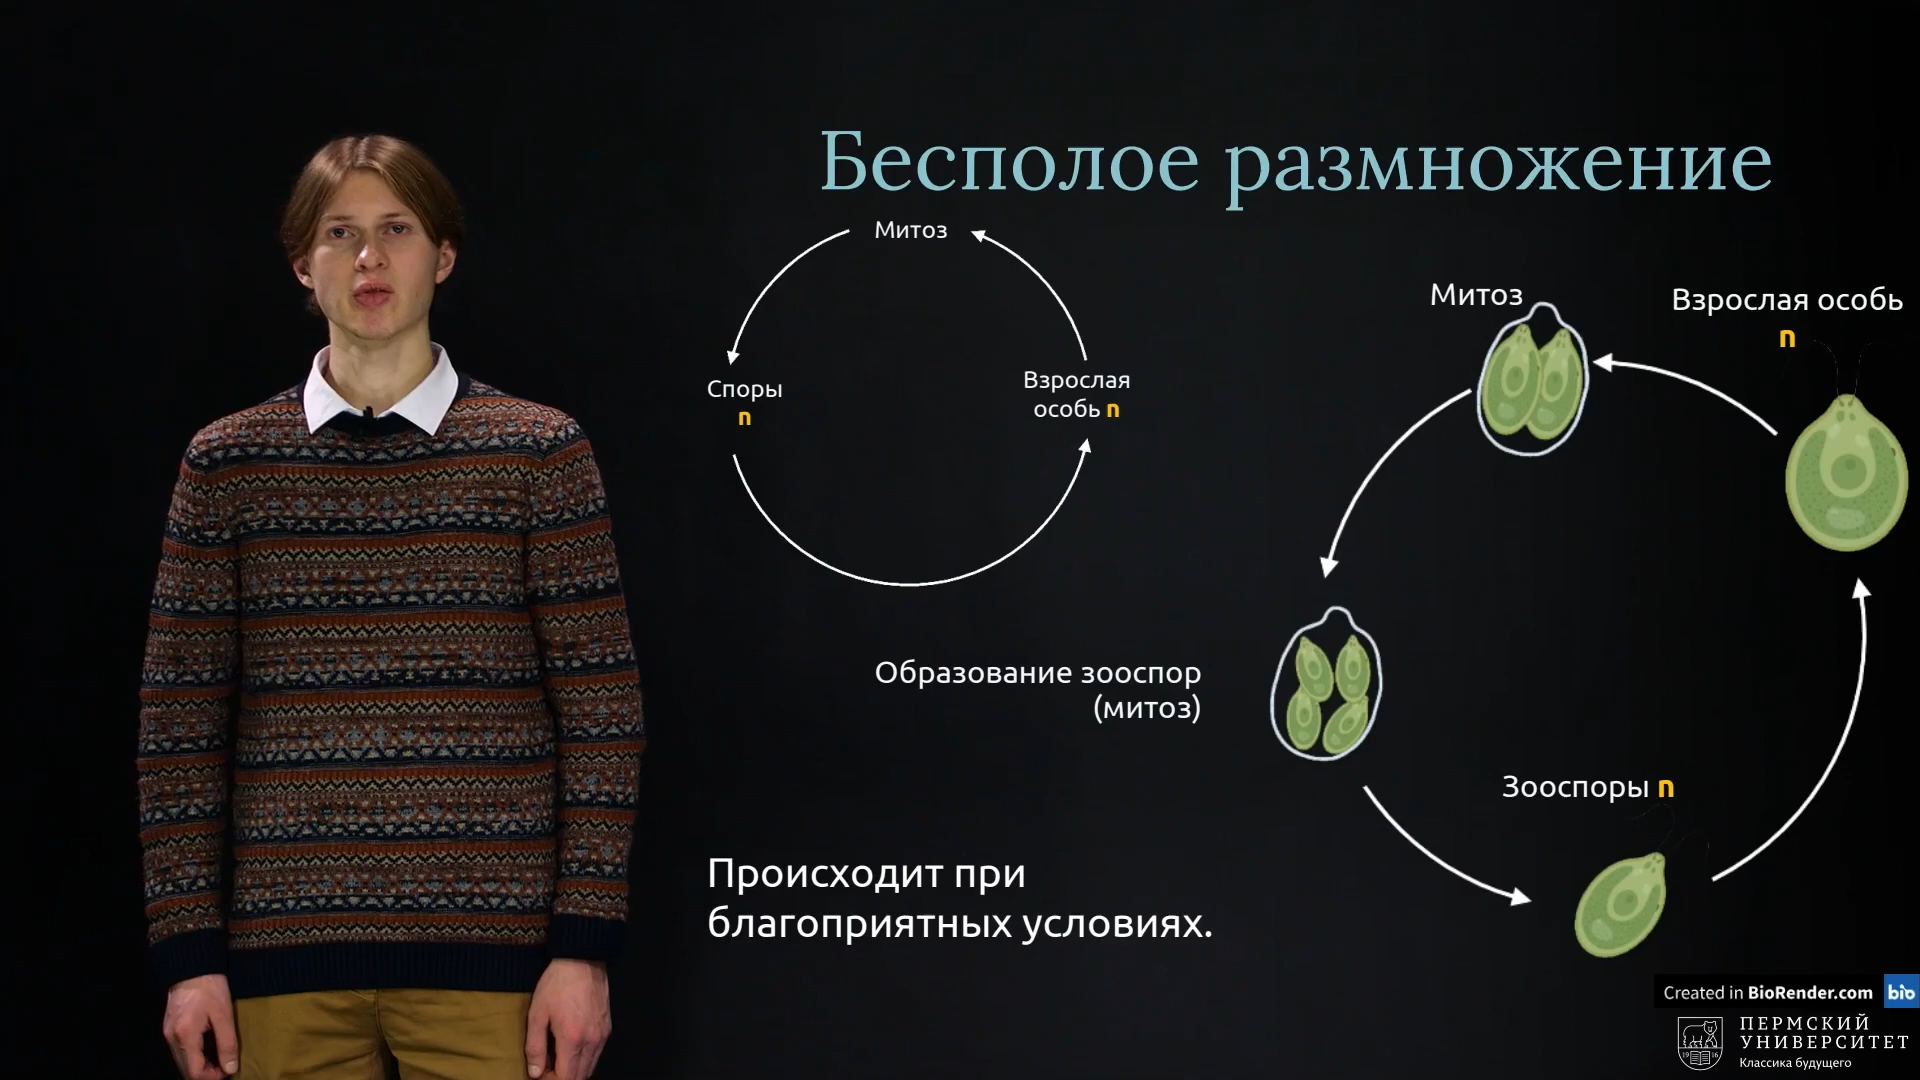 Бесполое размножение
Митоз
Споры
n
Взрослая
особь n
Митоз
Взрослая особь
n
Образование зооспор
(митоз)
Зооспоры n
Происходит при
благоприятных условиях.
Created in BioRender.com bio
ПЕРМСКИЙ
УНИВЕРСИТЕТ
Классика будущего
1916